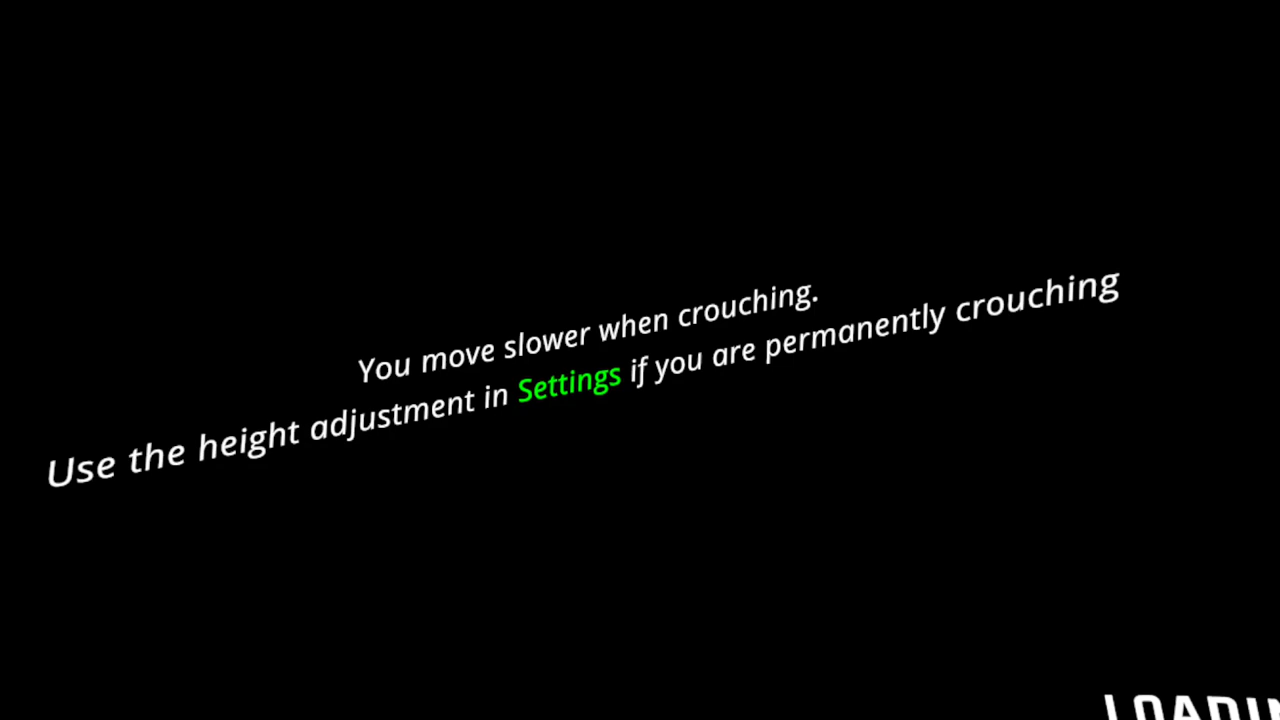 You move slower when crouching.
Use the height adjustment in Settings if you are permanently crouching